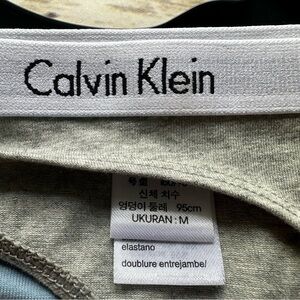 Calvin Klein
신체 치수
엉덩이 둘레 95cm
UKURAN : M
elastano
doublure entrejambe/